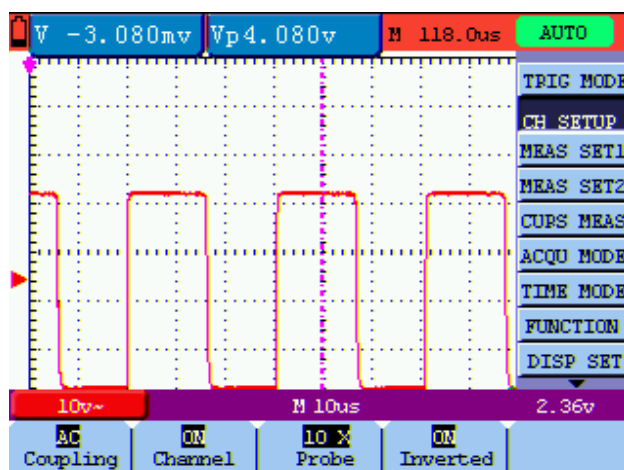 V -3.080mv Vp4.080v M 118.0us AUTO
TRIG MODE
CH SETUP
MEAS SET1
MEAS SET2
CURS MEAS
ACQU MODE
TIME MODE
FUNCTION
DISP SET
10v~ M 10us 2.36v
AC ON 10 X ON
Coupling Channel Probe Inverted